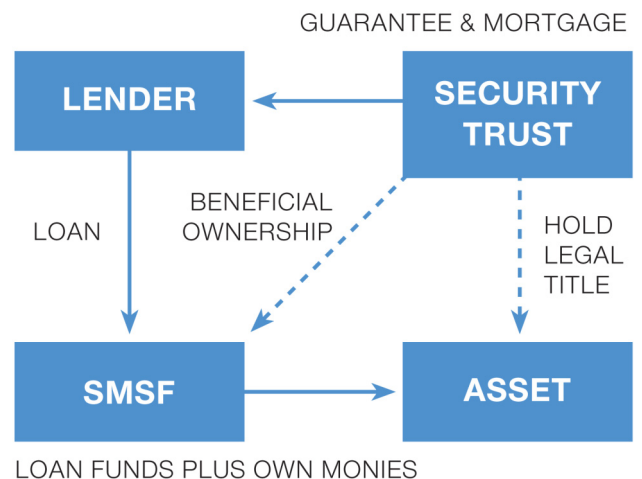 GUARANTEE & MORTGAGE
LENDER
SECURITY
TRUST
BENEFICIAL
OWNERSHIP
LOAN
HOLD
LEGAL
TITLE
SMSF
ASSET
LOAN FUNDS PLUS OWN MONIES